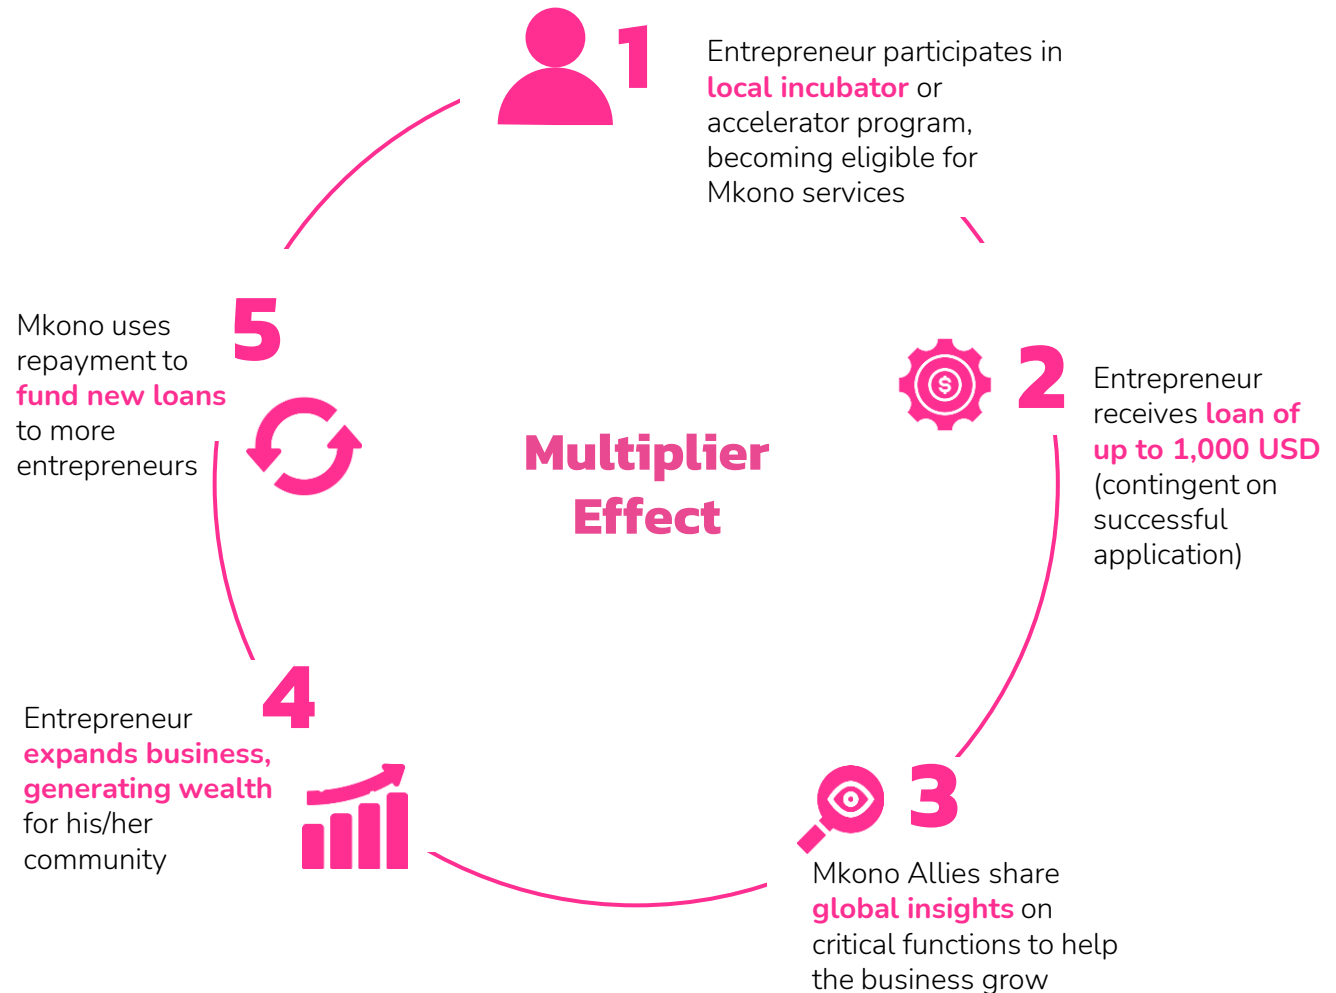 1
Entrepreneur participates in
local incubator or
accelerator program,
becoming eligible for
Mkono services
2
Entrepreneur
receives loan of
up to 1,000 USD
(contingent on
successful
application)
3
Mkono Allies share
global insights on
critical functions to help
the business grow
4
Entrepreneur
expands business,
generating wealth
for his/her
community
5
Mkono uses
repayment to
fund new loans
to more
entrepreneurs
Multiplier
Effect
$